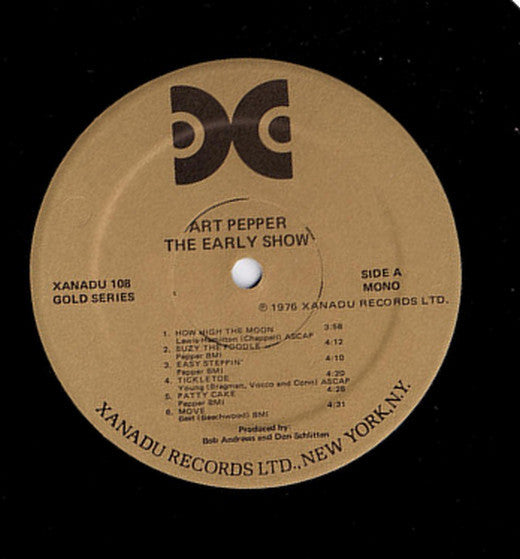 ART PEPPER
THE EARLY SHOW
XANADU 108
GOLD SERIES
SIDE A
MONO
℗ 1976 XANADU RECORDS LTD.
1. HOW HIGH THE MOON 3:58
Lewis-Hamilton (Chappell) ASCAP
2. SUZY THE POODLE 4:12
Pepper BMI
3. EASY STEPPIN' 4:10
Pepper BMI
4. TICKLETOE 4:20
Young (Bregman, Vocco and Conn) ASCAP
5. PATTY CAKE 4:26
Pepper BMI
6. MOVE 4:31
Best (Beechwood) BMI
Produced by:
Bob Andrews and Don Schlitten
XANADU RECORDS LTD., NEW YORK, N.Y.